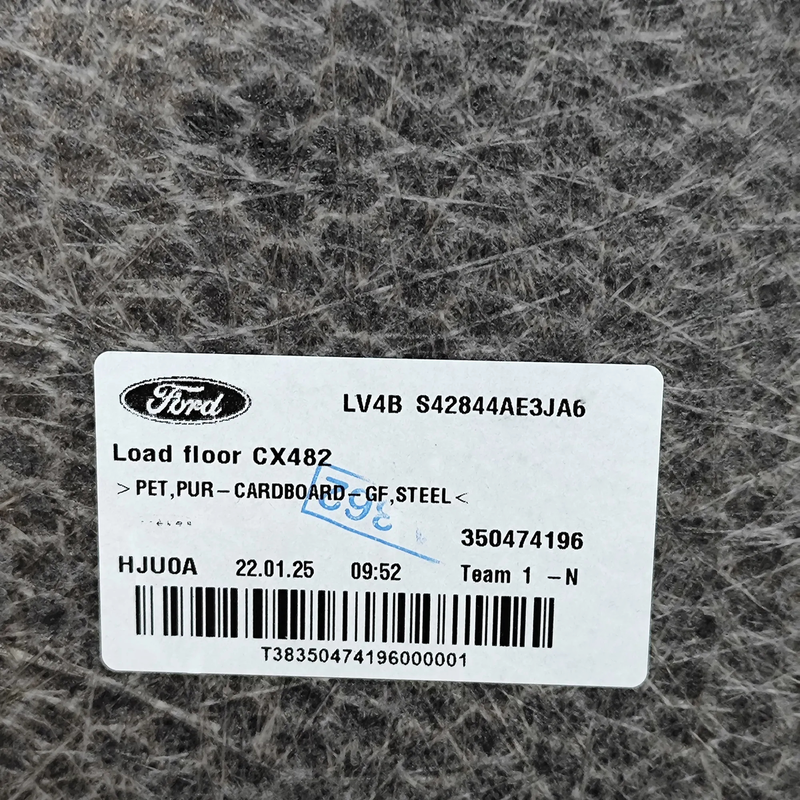 Ford
LV4B S42844AE3JA6
Load floor CX482
>PET,PUR-CARDBOARD-GF,STEEL<
362
350474196
HJU0A 22.01.25 09:52 Team 1 -N
T38350474196000001